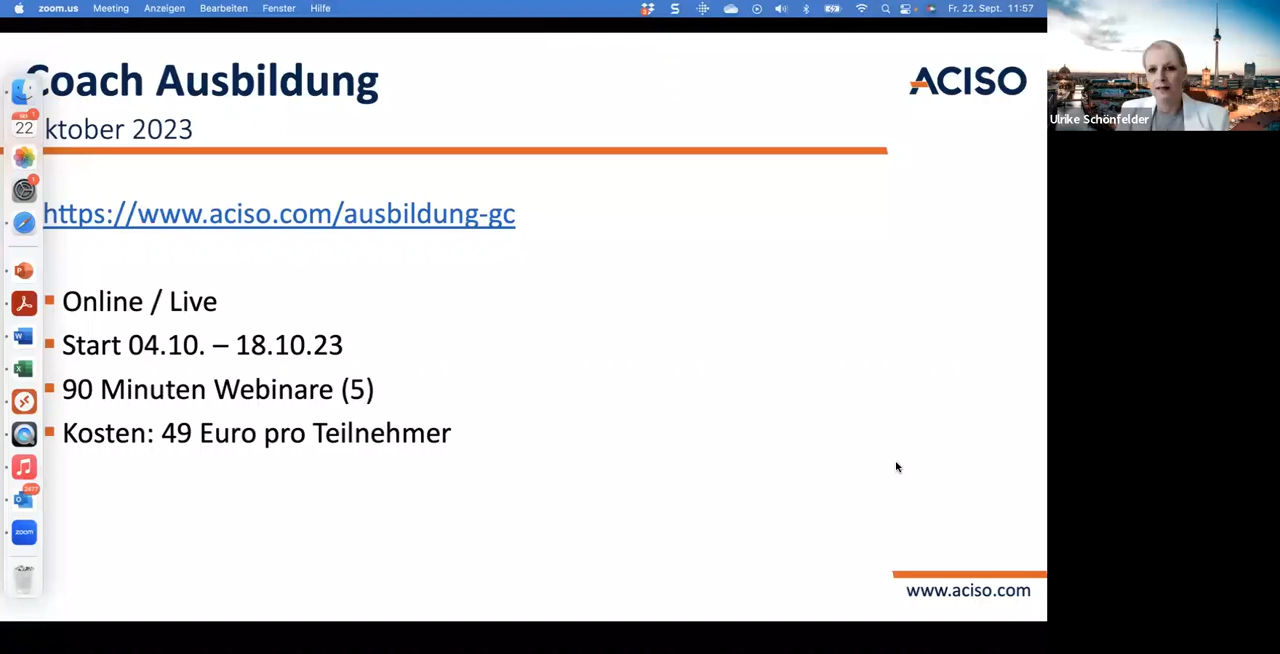 zoom.us Meeting Anzeigen Bearbeiten Fenster Hilfe
Fr. 22. Sept. 11:57
Coach Ausbildung
ktober 2023
ACISO
Ulrike Schönfelder
https://www.aciso.com/ausbildung-gc
Online / Live
Start 04.10. – 18.10.23
90 Minuten Webinare (5)
Kosten: 49 Euro pro Teilnehmer
22
zoom
www.aciso.com